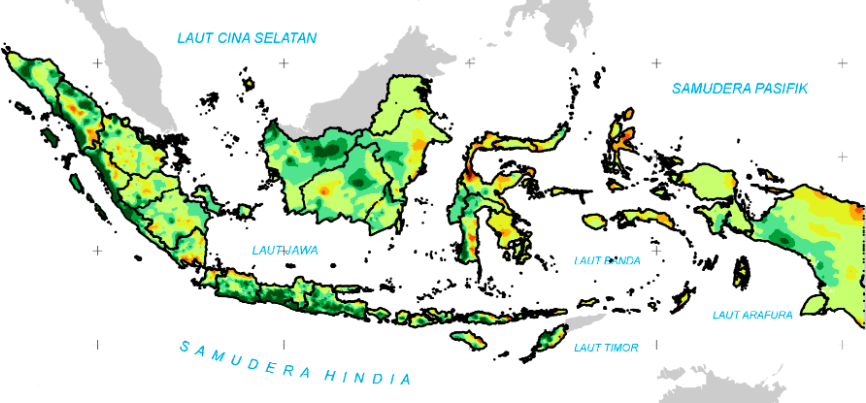 LAUT CINA SELATAN
SAMUDERA PASIFIK
LAUT JAWA
LAUT BANDA
LAUT ARAFURA
LAUT TIMOR
SAMUDERA HINDIA